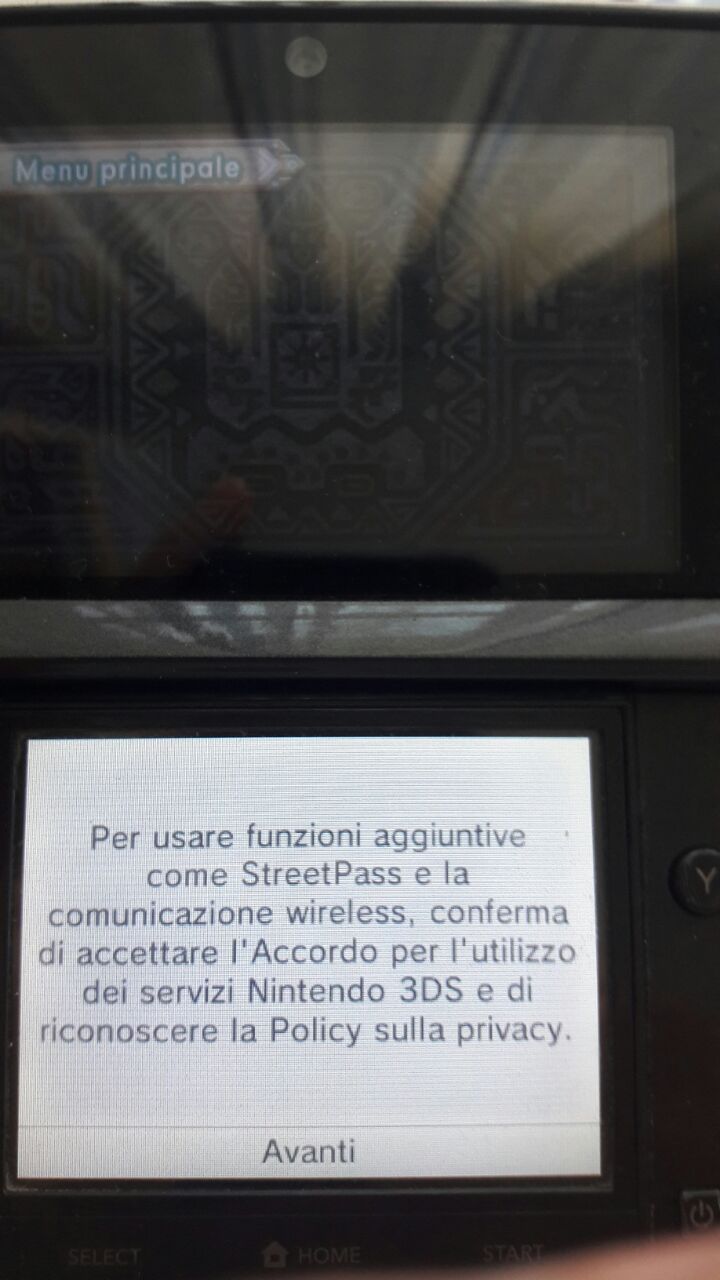 Menu principale
Per usare funzioni aggiuntive
come StreetPass e la
comunicazione wireless, conferma
di accettare l'Accordo per l'utilizzo
dei servizi Nintendo 3DS e di
riconoscere la Policy sulla privacy.
Avanti
Y
SELECT HOME START